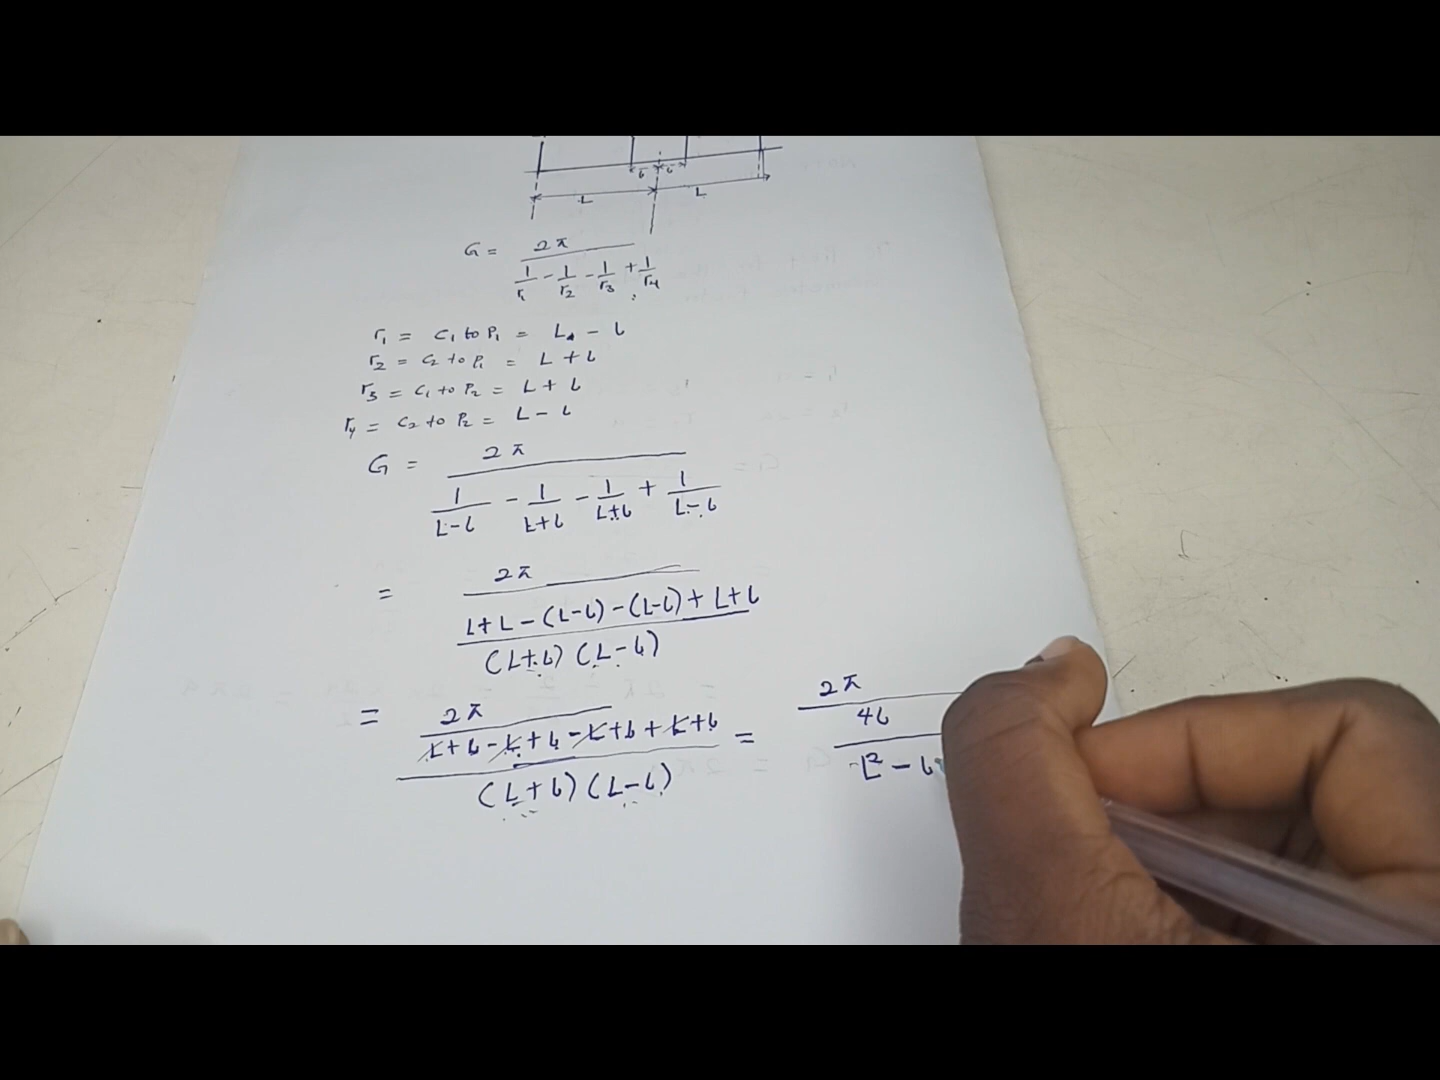 b b
L L
G = 2π / (1/r₁ - 1/r₂ - 1/r₃ + 1/r₄)
r₁ = C₁ to P₁ = L - b
r₂ = C₂ to P₁ = L + b
r₃ = C₁ to P₂ = L + b
r₄ = C₂ to P₂ = L - b
G = 2π / (1/(L-b) - 1/(L+b) - 1/(L+b) + 1/(L-b))
= 2π / ((L+L - (L-b) - (L-b) + L+b) / ((L+b) (L-b)))
= 2π / ((L+b - L+b - L+b + L+b) / ((L+b) (L-b))) = 2π / (4b / (L² - b